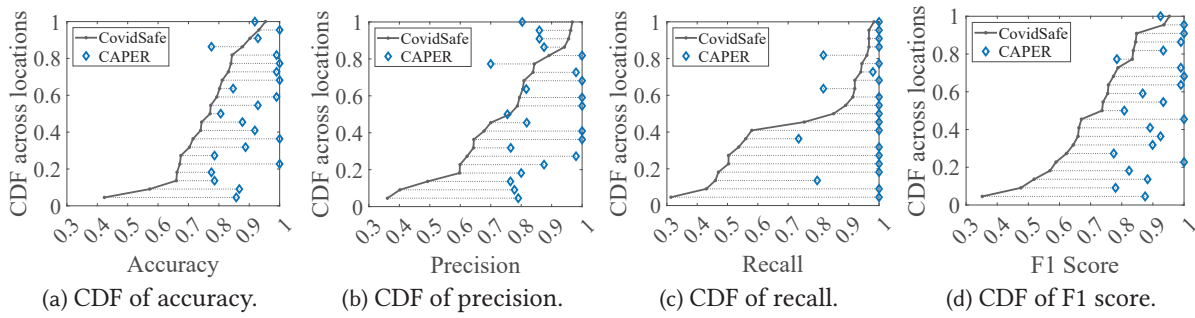 CDF across locations
1
0.8
0.6
0.4
0.2
0
CovidSafe
CAPER
0.3 0.4 0.5 0.6 0.7 0.8 0.9 1
Accuracy
(a) CDF of accuracy.
CDF across locations
1
0.8
0.6
0.4
0.2
0
CovidSafe
CAPER
0.3 0.4 0.5 0.6 0.7 0.8 0.9 1
Precision
(b) CDF of precision.
CDF across locations
1
0.8
0.6
0.4
0.2
0
CovidSafe
CAPER
0.3 0.4 0.5 0.6 0.7 0.8 0.9 1
Recall
(c) CDF of recall.
CDF across locations
1
0.8
0.6
0.4
0.2
0
CovidSafe
CAPER
0.3 0.4 0.5 0.6 0.7 0.8 0.9 1
F1 Score
(d) CDF of F1 score.